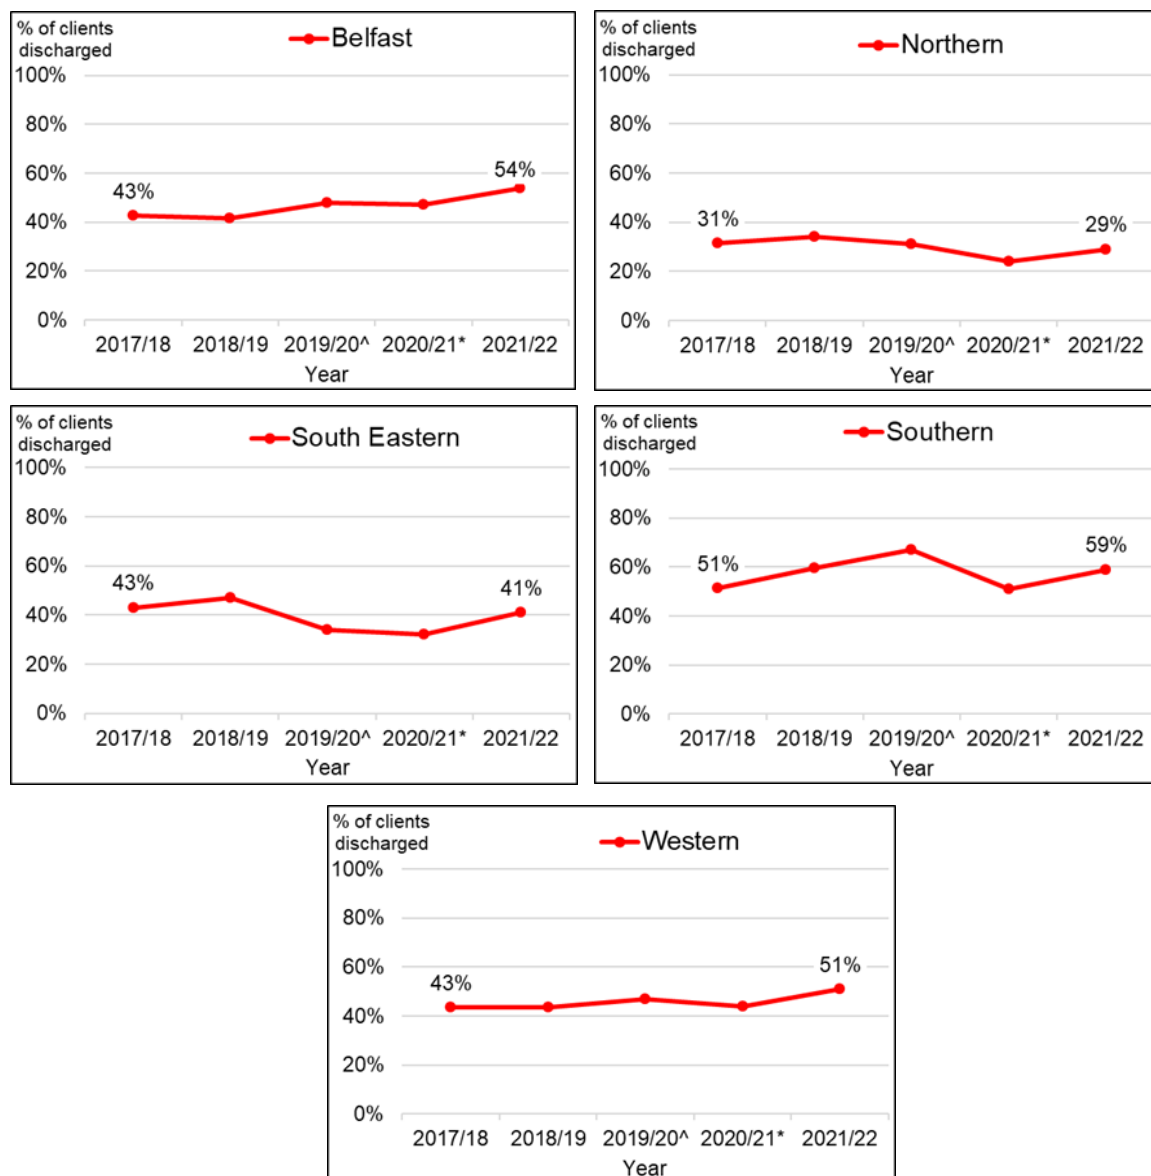 % of clients
discharged
Belfast
100%
80%
60%
40%
20%
0%
43%
54%
2017/18 2018/19 2019/20^ 2020/21* 2021/22
Year
% of clients
discharged
Northern
100%
80%
60%
40%
20%
0%
31%
29%
2017/18 2018/19 2019/20^ 2020/21* 2021/22
Year
% of clients
discharged
South Eastern
100%
80%
60%
40%
20%
0%
43%
41%
2017/18 2018/19 2019/20^ 2020/21* 2021/22
Year
% of clients
discharged
Southern
100%
80%
60%
40%
20%
0%
51%
59%
2017/18 2018/19 2019/20^ 2020/21* 2021/22
Year
% of clients
discharged
Western
100%
80%
60%
40%
20%
0%
43%
51%
2017/18 2018/19 2019/20^ 2020/21* 2021/22
Year